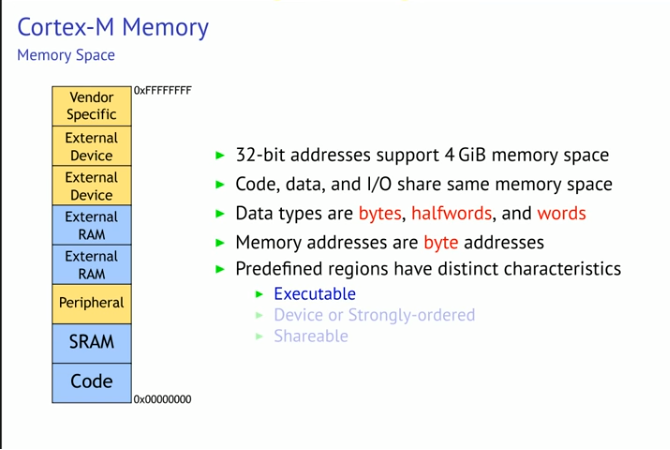 Cortex-M Memory
Memory Space
0xFFFFFFFF
Vendor
Specific
External
Device
External
Device
External
RAM
External
RAM
Peripheral
SRAM
Code
0x00000000
32-bit addresses support 4 GiB memory space
Code, data, and I/O share same memory space
Data types are bytes, halfwords, and words
Memory addresses are byte addresses
Predefined regions have distinct characteristics
Executable
Device or Strongly-ordered
Shareable